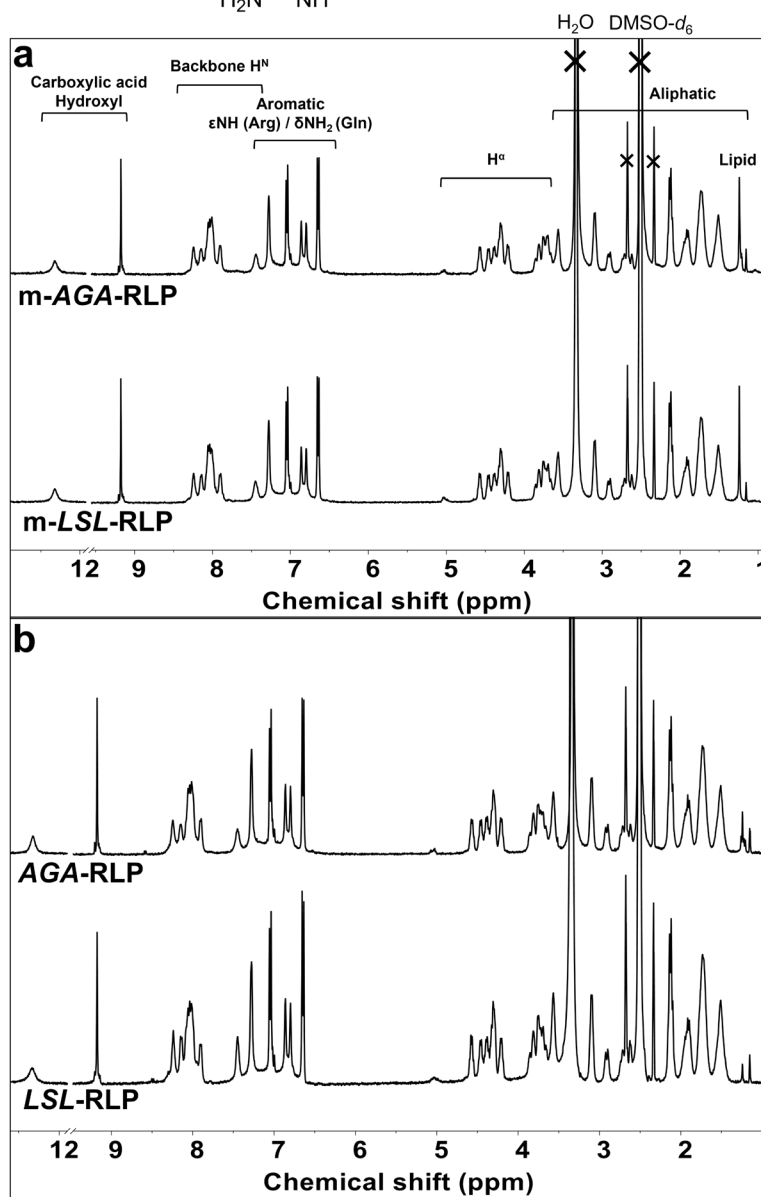 H₂N NH
H₂O DMSO-d₆
a
Backbone Hᴺ
Carboxylic acid
Hydroxyl
Aromatic
εNH (Arg) / δNH₂ (Gln)
Aliphatic
Hᵅ
Lipid
m-AGA-RLP
m-LSL-RLP
12 9 8 7 6 5 4 3 2 1
Chemical shift (ppm)
b
AGA-RLP
LSL-RLP
12 9 8 7 6 5 4 3 2
Chemical shift (ppm)